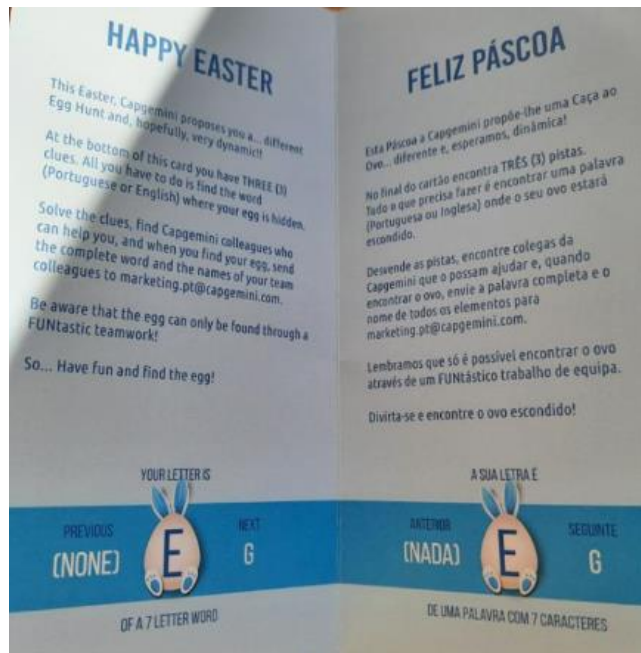 HAPPY EASTER
This Easter, Capgemini proposes you a... different
Egg Hunt and, hopefully, very dynamic!!
At the bottom of this card you have THREE (3)
clues. All you have to do is find the word
(Portuguese or English) where your egg is hidden.
Solve the clues, find Capgemini colleagues who
can help you, and when you find your egg, send
the complete word and the names of your team
colleagues to marketing.pt@capgemini.com.
Be aware that the egg can only be found through a
FUNtastic teamwork!
So... Have fun and find the egg!
YOUR LETTER IS
PREVIOUS
(NONE)
E
NEXT
G
OF A 7 LETTER WORD
FELIZ PÁSCOA
Esta Páscoa a Capgemini propõe-lhe uma Caça ao
Ovo... diferente e, esperamos, dinâmica!
No final do cartão encontra TRÊS (3) pistas.
Tudo o que precisa fazer é encontrar uma palavra
(Portuguesa ou Inglesa) onde o seu ovo estará
escondido.
Desvende as pistas, encontre colegas da
Capgemini que o possam ajudar e, quando
encontrar o ovo, envie a palavra completa e o
nome de todos os elementos para
marketing.pt@capgemini.com.
Lembramos que só é possível encontrar o ovo
através de um FUNtástico trabalho de equipa.
Divirta-se e encontre o ovo escondido!
A SUA LETRA É
ANTERIOR
(NADA)
E
SEGUINTE
G
DE UMA PALAVRA COM 7 CARACTERES